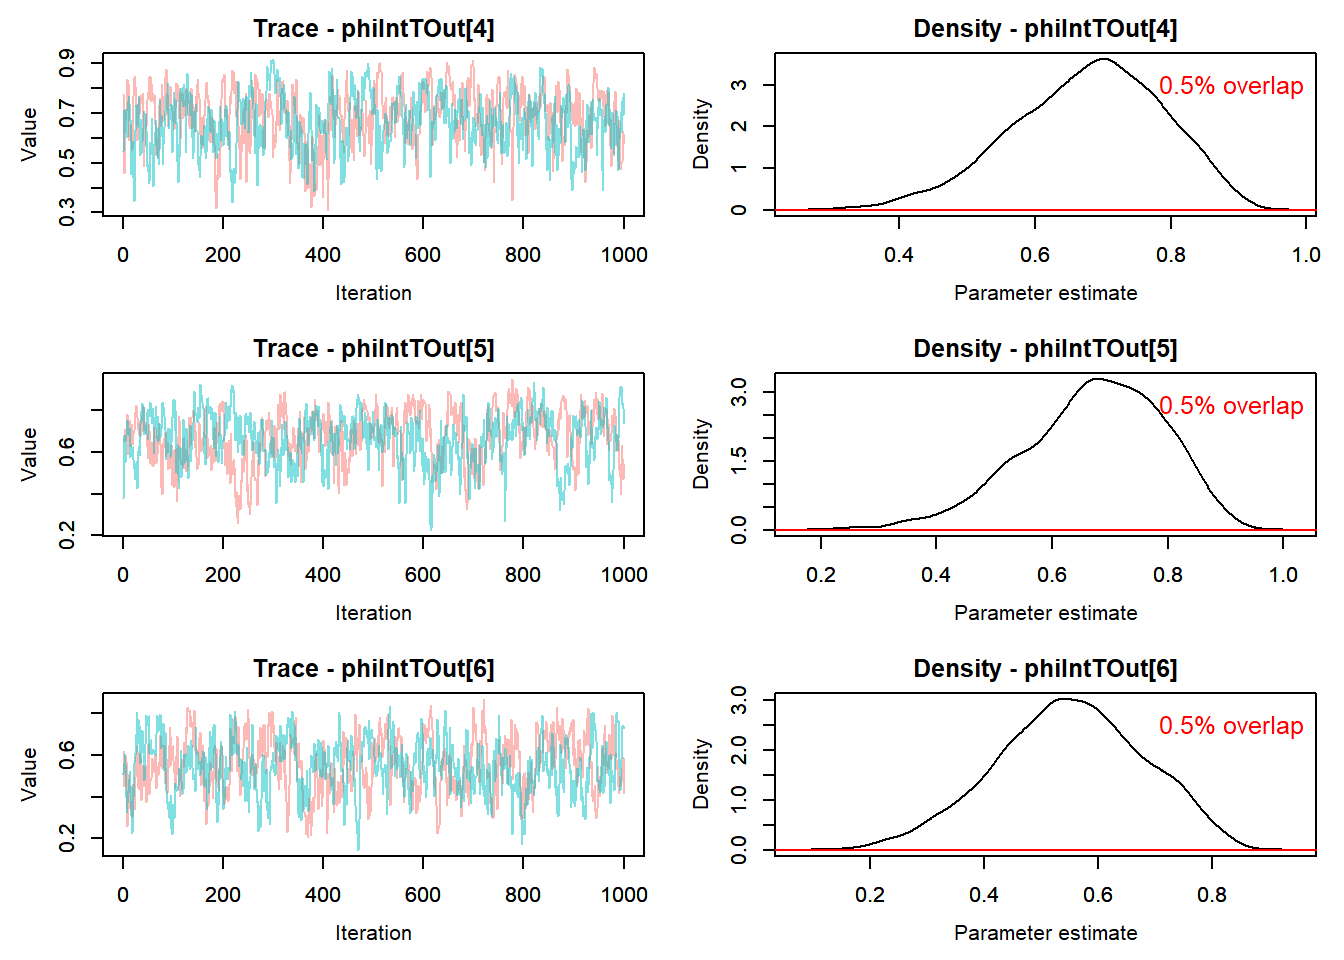 Trace - phiIntTOut[4]
Value
0.3 0.5 0.7 0.9
0 200 400 600 800 1000
Iteration
Density - phiIntTOut[4]
0.5% overlap
Density
0 1 2 3
0.4 0.6 0.8 1.0
Parameter estimate
Trace - phiIntTOut[5]
Value
0.2 0.6
0 200 400 600 800 1000
Iteration
Density - phiIntTOut[5]
0.5% overlap
Density
0.0 1.5 3.0
0.2 0.4 0.6 0.8 1.0
Parameter estimate
Trace - phiIntTOut[6]
Value
0.2 0.6
0 200 400 600 800 1000
Iteration
Density - phiIntTOut[6]
0.5% overlap
Density
0.0 1.0 2.0 3.0
0.2 0.4 0.6 0.8
Parameter estimate